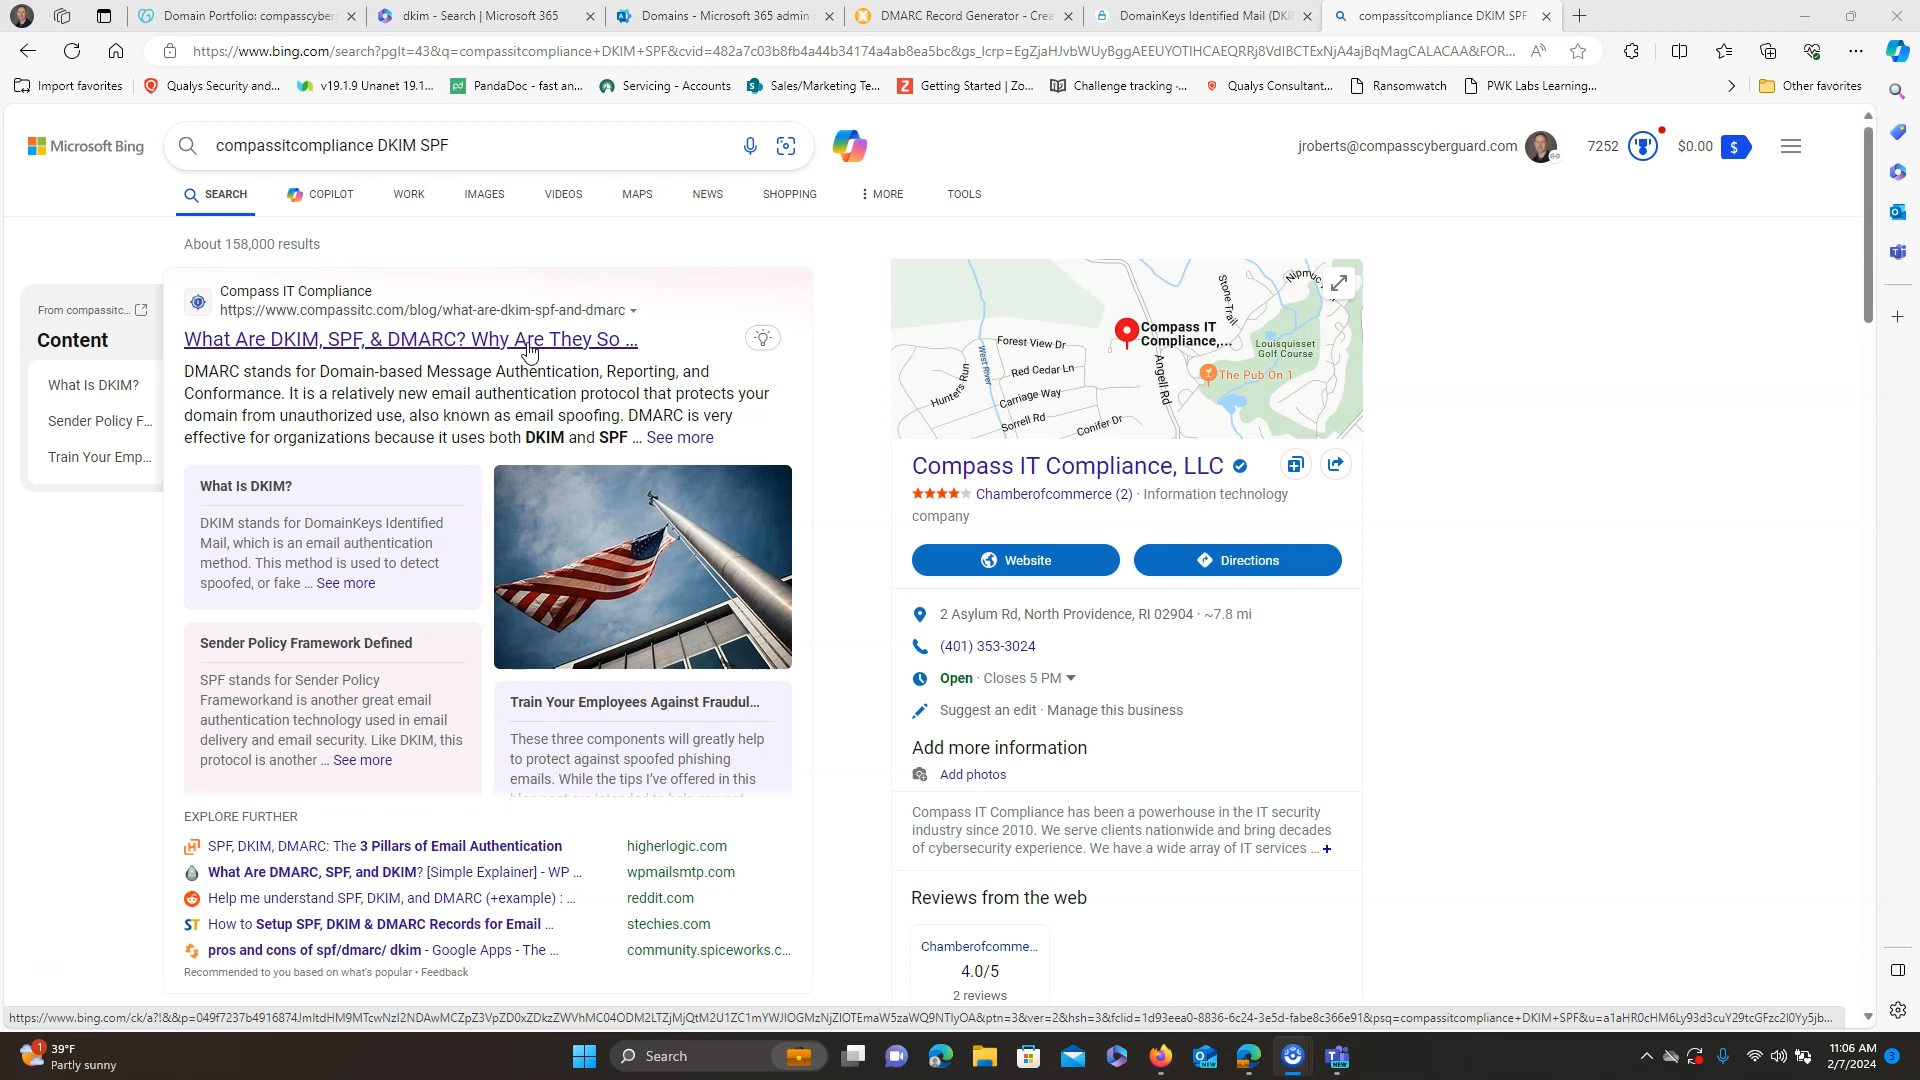 Domain Portfolio: compasscyber
dkim - Search | Microsoft 365
Domains - Microsoft 365 admin
DMARC Record Generator - Crea
DomainKeys Identified Mail (DKI
compassitcompliance DKIM SPF
https://www.bing.com/search?pglt=43&q=compassitcompliance+DKIM+SPF&cvid=482a7c03b8fb4a44b34174a4ab8ea5bc&gs_lcrp=EgZjaHJvbWUyBggAEEUYOTIHCAEQRRj8VdIBCTExNjA4ajBqMagCALACAA&FOR...
Import favorites
Qualys Security and...
v19.1.9 Unanet 19.1...
PandaDoc - fast an...
Servicing - Accounts
Sales/Marketing Te...
Getting Started | Zo...
Challenge tracking -...
Qualys Consultant...
Ransomwatch
PWK Labs Learning...
Other favorites
Microsoft Bing
compassitcompliance DKIM SPF
jroberts@compasscyberguard.com
7252
$0.00
$
SEARCH
COPILOT
WORK
IMAGES
VIDEOS
MAPS
NEWS
SHOPPING
MORE
TOOLS
About 158,000 results
From compassitc...
Content
What Is DKIM?
Sender Policy F...
Train Your Emp...
Compass IT Compliance
https://www.compassitc.com/blog/what-are-dkim-spf-and-dmarc
What Are DKIM, SPF, & DMARC? Why Are They So ...
DMARC stands for Domain-based Message Authentication, Reporting, and
Conformance. It is a relatively new email authentication protocol that protects your
domain from unauthorized use, also known as email spoofing. DMARC is very
effective for organizations because it uses both DKIM and SPF ... See more
What Is DKIM?
DKIM stands for DomainKeys Identified
Mail, which is an email authentication
method. This method is used to detect
spoofed, or fake ... See more
Sender Policy Framework Defined
SPF stands for Sender Policy
Frameworkand is another great email
authentication technology used in email
delivery and email security. Like DKIM, this
protocol is another ... See more
Train Your Employees Against Fraudul...
These three components will greatly help
to protect against spoofed phishing
emails. While the tips I've offered in this
EXPLORE FURTHER
SPF, DKIM, DMARC: The 3 Pillars of Email Authentication
higherlogic.com
What Are DMARC, SPF, and DKIM? [Simple Explainer] - WP ...
wpmailsmtp.com
Help me understand SPF, DKIM, and DMARC (+example) : ...
reddit.com
How to Setup SPF, DKIM & DMARC Records for Email ...
stechies.com
pros and cons of spf/dmarc/ dkim - Google Apps - The ...
community.spiceworks.c...
Recommended to you based on what's popular • Feedback
Nipmuc
Stone Trail
Compass IT
Compliance,...
Forest View Dr
West River
Red Cedar Ln
Hunters Run
Carriage Way
Sorrell Rd
Conifer Dr
Angell Rd
Louisquisset
Golf Course
The Pub On 1
Compass IT Compliance, LLC
Chamberofcommerce (2) · Information technology
company
Website
Directions
2 Asylum Rd, North Providence, RI 02904 · ~7.8 mi
(401) 353-3024
Open · Closes 5 PM
Suggest an edit · Manage this business
Add more information
Add photos
Compass IT Compliance has been a powerhouse in the IT security
industry since 2010. We serve clients nationwide and bring decades
of cybersecurity experience. We have a wide array of IT services ... +
Reviews from the web
Chamberofcomme...
4.0/5
2 reviews
39°F
Partly sunny
1
Search
NEW
NEW
11:06 AM
2/7/2024
3